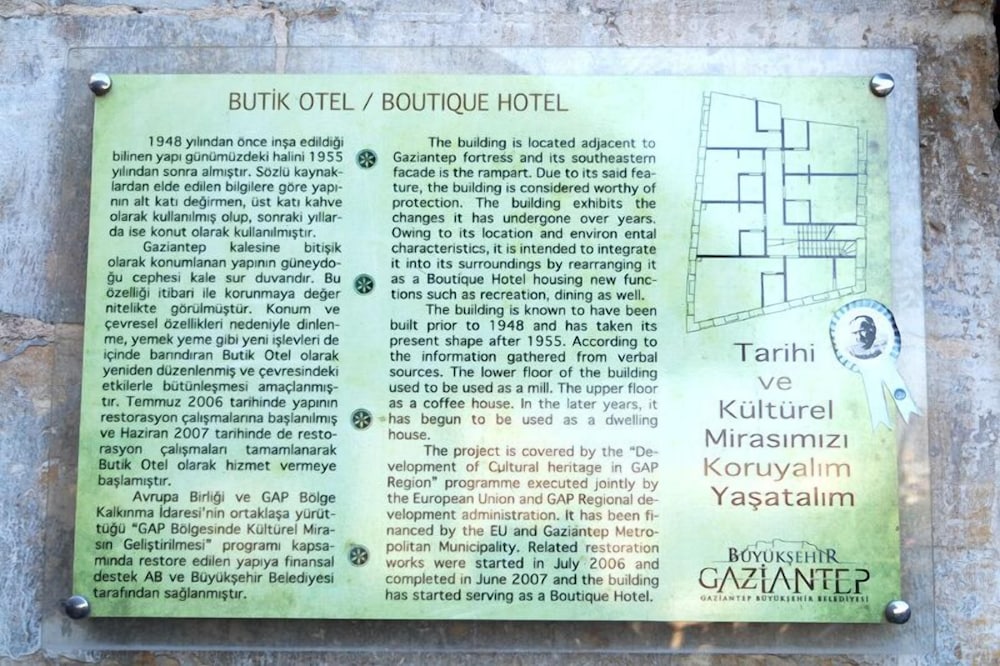 BUTİK OTEL / BOUTIQUE HOTEL
1948 yılından önce inşa edildiği
bilinen yapı günümüzdeki halini 1955
yılından sonra almıştır. Sözlü kaynak-
lardan elde edilen bilgilere göre yapı-
nın alt katı değirmen, üst katı kahve
olarak kullanılmış olup, sonraki yıllar-
da ise konut olarak kullanılmıştır.
Gaziantep kalesine bitişik
olarak konumlanan yapının güneydo-
ğu cephesi kale sur duvarıdır. Bu
özelliği itibari ile korunmaya değer
nitelikte görülmüştür. Konum ve
çevresel özellikleri nedeniyle dinlen-
me, yemek yeme gibi yeni işlevleri de
içinde barındıran Butik Otel olarak
yeniden düzenlenmiş ve çevresindeki
etkilerle bütünleşmesi amaçlanmış-
tır. Temmuz 2006 tarihinde yapının
restorasyon çalışmalarına başlanılmış
ve Haziran 2007 tarihinde de resto-
rasyon çalışmaları tamamlanarak
Butik Otel olarak hizmet vermeye
başlamıştır.
Avrupa Birliği ve GAP Bölge
Kalkınma İdaresi'nin ortaklaşa yürüt-
tüğü "GAP Bölgesinde Kültürel Mira-
sın Geliştirilmesi" programı kapsa-
mında restore edilen yapıya finansal
destek AB ve Büyükşehir Belediyesi
tarafından sağlanmıştır.
The building is located adjacent to
Gaziantep fortress and its southeastern
facade is the rampart. Due to its said fea-
ture, the building is considered worthy of
protection. The building exhibits the
changes it has undergone over years.
Owing to its location and environ ental
characteristics, it is intended to integrate
it into its surroundings by rearranging it
as a Boutique Hotel housing new func-
tions such as recreation, dining as well.
The building is known to have been
built prior to 1948 and has taken its
present shape after 1955. According to
the information gathered from verbal
sources. The lower floor of the building
used to be used as a mill. The upper floor
as a coffee house. In the later years, it
has begun to be used as a dwelling
house.
The project is covered by the "De-
velopment of Cultural heritage in GAP
Region" programme executed jointly by
the European Union and GAP Regional de-
velopment administration. It has been fi-
nanced by the EU and Gaziantep Metro-
politan Municipality. Related restoration
works were started in July 2006 and
completed in June 2007 and the building
has started serving as a Boutique Hotel.
Tarihi
ve
Kültürel
Mirasımızı
Koruyalım
Yaşatalım
BÜYÜKŞEHİR
GAZİANTEP
GAZİANTEP BÜYÜKŞEHİR BELEDİYESİ